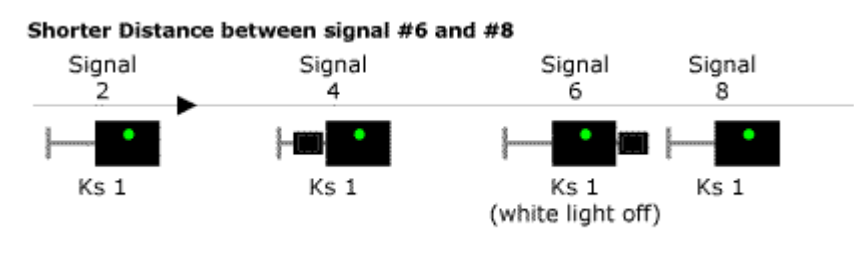 Shorter Distance between signal #6 and #8
Signal Signal Signal Signal
2 4 6 8
Ks 1 Ks 1 Ks 1 Ks 1
(white light off)